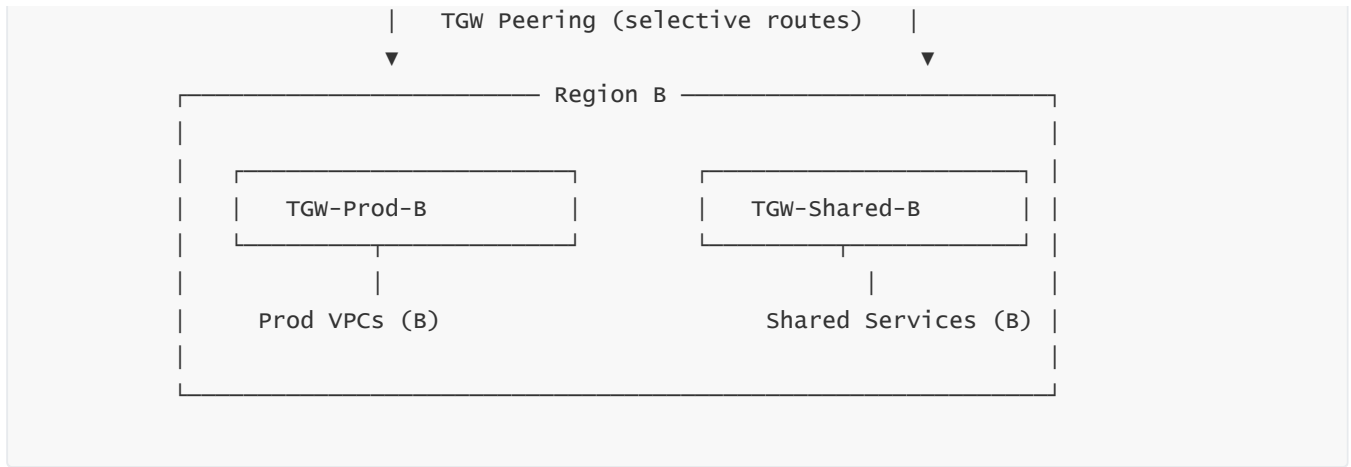 TGW Peering (selective routes)
Region B
TGW-Prod-B TGW-Shared-B
Prod VPCs (B) Shared Services (B)